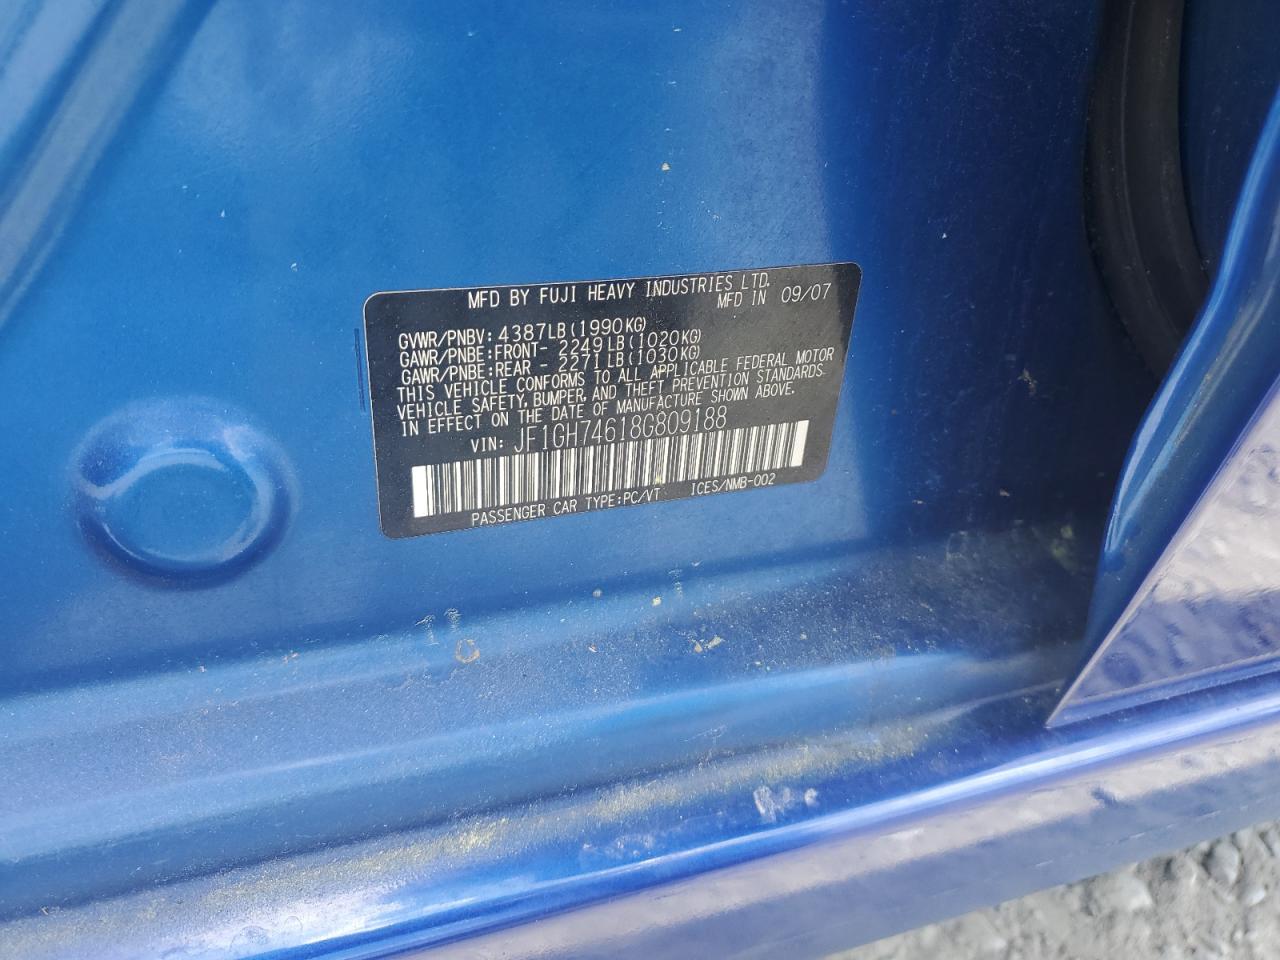 MFD BY FUJI HEAVY INDUSTRIES LTD.
MFD IN 09/07
GVWR/PNBV: 4387LB(1990KG)
GAWR/PNBE:FRONT- 2249LB(1020KG)
GAWR/PNBE:REAR - 2271LB(1030KG)
THIS VEHICLE CONFORMS TO ALL APPLICABLE FEDERAL MOTOR
VEHICLE SAFETY, BUMPER, AND THEFT PREVENTION STANDARDS
IN EFFECT ON THE DATE OF MANUFACTURE SHOWN ABOVE.
VIN: JF1GH74618G809188
PASSENGER CAR TYPE:PC/VT ICES/NMB-002